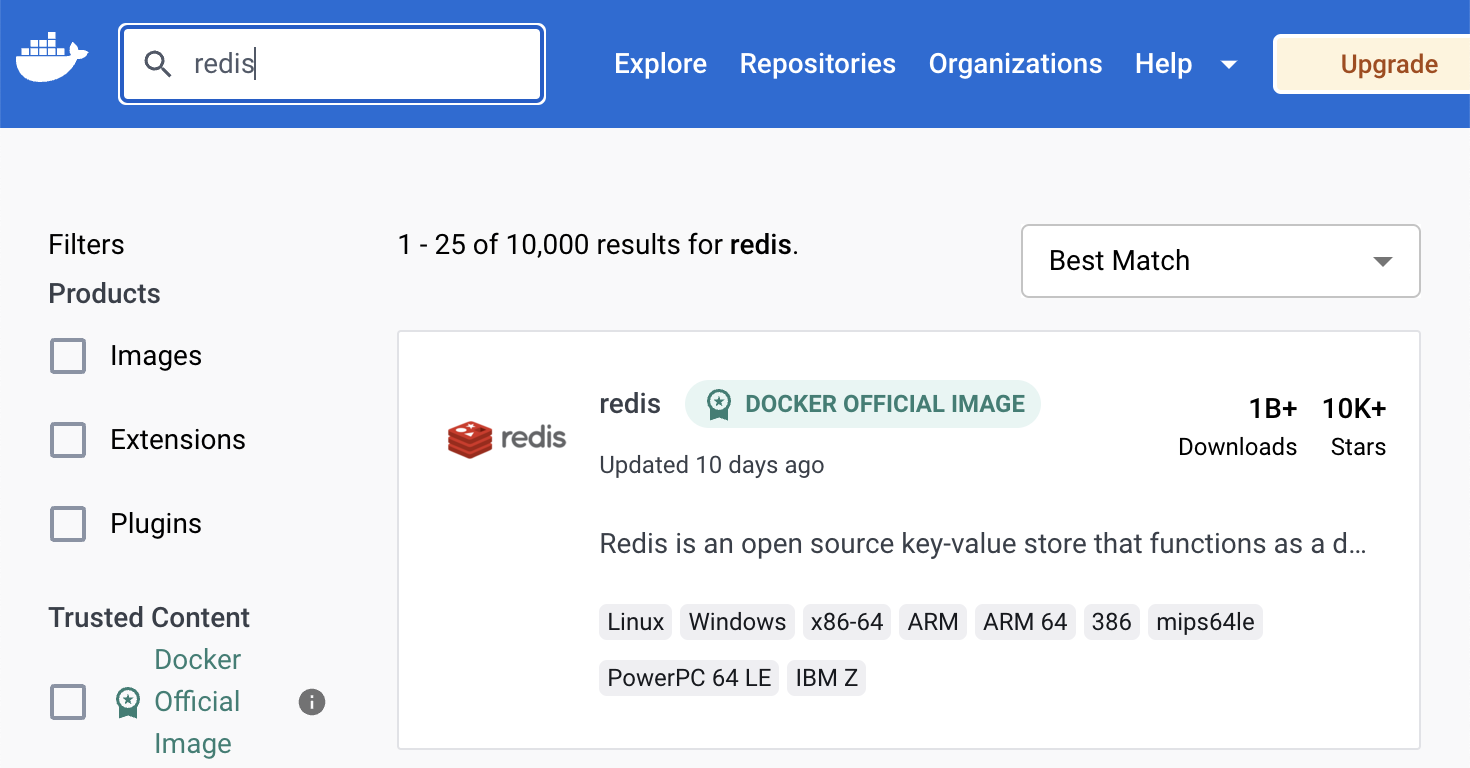 redis
Explore Repositories Organizations Help Upgrade
Filters
Products
Images
Extensions
Plugins
Trusted Content
Docker
Official
Image
1 - 25 of 10,000 results for redis.
Best Match
redis
redis DOCKER OFFICIAL IMAGE
Updated 10 days ago
1B+ 10K+
Downloads Stars
Redis is an open source key-value store that functions as a d...
Linux Windows x86-64 ARM ARM 64 386 mips64le
PowerPC 64 LE IBM Z